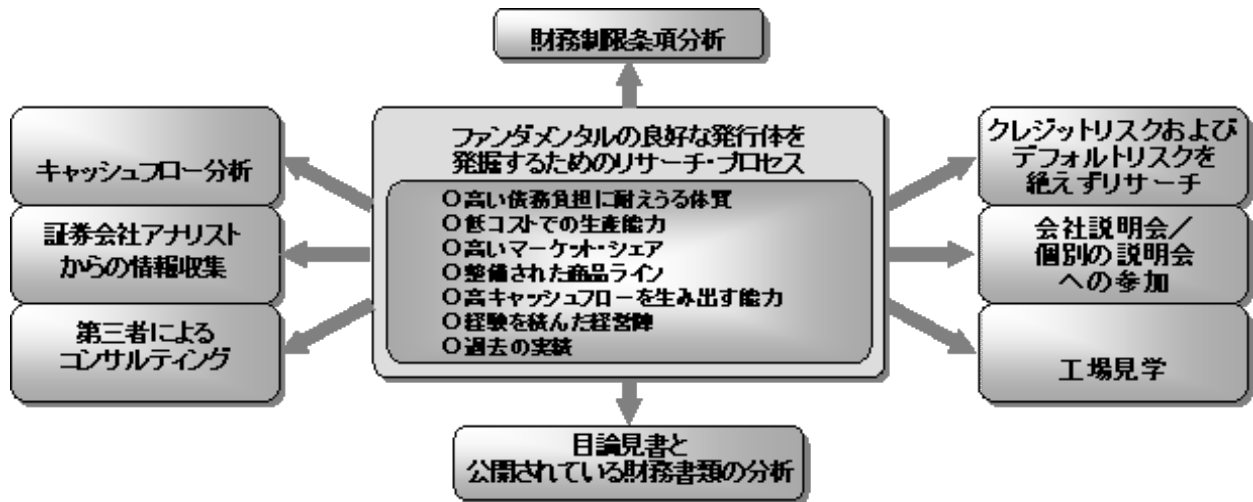 財務制限条項分析
キャッシュフロー分析
証券会社アナリスト
からの情報収集
第三者による
コンサルティング
ファンダメンタルの良好な発行体を
発掘するためのリサーチ・プロセス
○高い債務負担に耐えうる体質
○低コストでの生産能力
○高いマーケット・シェア
○整備された商品ライン
○高キャッシュフローを生み出す能力
○経験を積んだ経営陣
○過去の実績
クレジットリスクおよび
デフォルトリスクを
絶えずリサーチ
会社説明会/
個別の説明会
への参加
工場見学
目論見書と
公開されている財務書類の分析